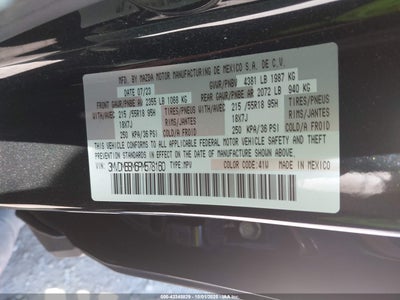 MFD. BY MAZDA MOTOR MANUFACTURING DE MEXICO S.A. DE C.V.
DATE 07/23 GVWR/PNBV 4381 LB 1987 KG
FRONT GAWR/PNBE AV 2355 LB 1068 KG REAR GAWR/PNBE AR 2072 LB 940 KG
WITH/AVEC 215/55R18 95H TIRES/PNEUS WITH/AVEC 215/55R18 95H TIRES/PNEUS
18X7J RIMS/JANTES 18X7J RIMS/JANTES
250 KPA/36 PSI COLD/A FROID 250 KPA/36 PSI COLD/A FROID
THIS VEHICLE CONFORMS TO ALL APPLICABLE FEDERAL MOTOR VEHICLE SAFETY AND THEFT
PREVENTION STANDARDS IN EFFECT ON THE DATE OF MANUFACTURE SHOWN ABOVE.
VIN: TYPE: MPV COLOR CODE: 41W MADE IN MEXICO